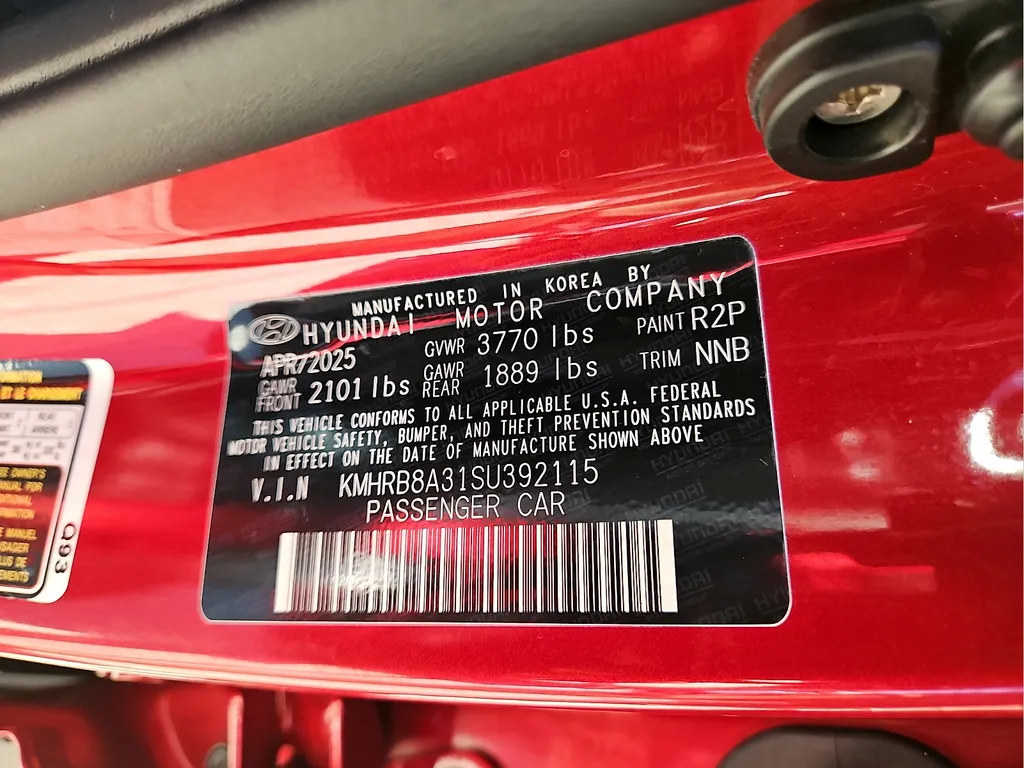 MANUFACTURED IN KOREA BY
HYUNDAI MOTOR COMPANY
APR/2025 GVWR 3770 lbs PAINT R2P
GAWR FRONT 2101 lbs GAWR REAR 1889 lbs TRIM NNB
THIS VEHICLE CONFORMS TO ALL APPLICABLE U.S.A. FEDERAL
MOTOR VEHICLE SAFETY, BUMPER, AND THEFT PREVENTION STANDARDS
IN EFFECT ON THE DATE OF MANUFACTURE SHOWN ABOVE
V.I.N KMHRB8A31SU392115
PASSENGER CAR
093